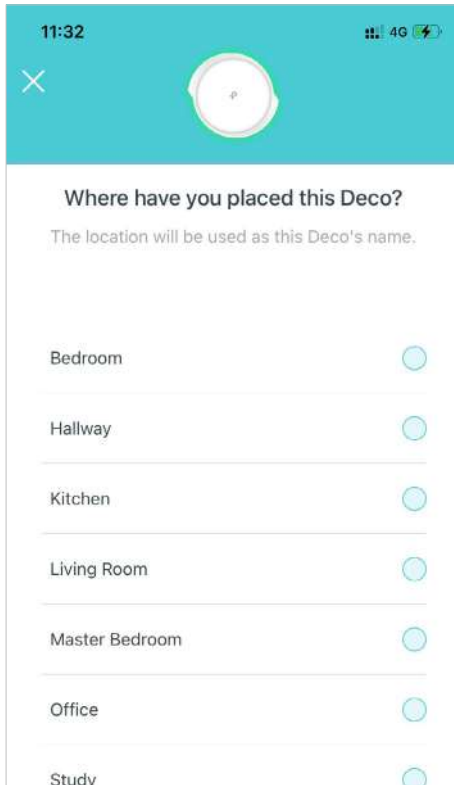 11:32
4G
Where have you placed this Deco?
The location will be used as this Deco's name.
Bedroom
Hallway
Kitchen
Living Room
Master Bedroom
Office
Study